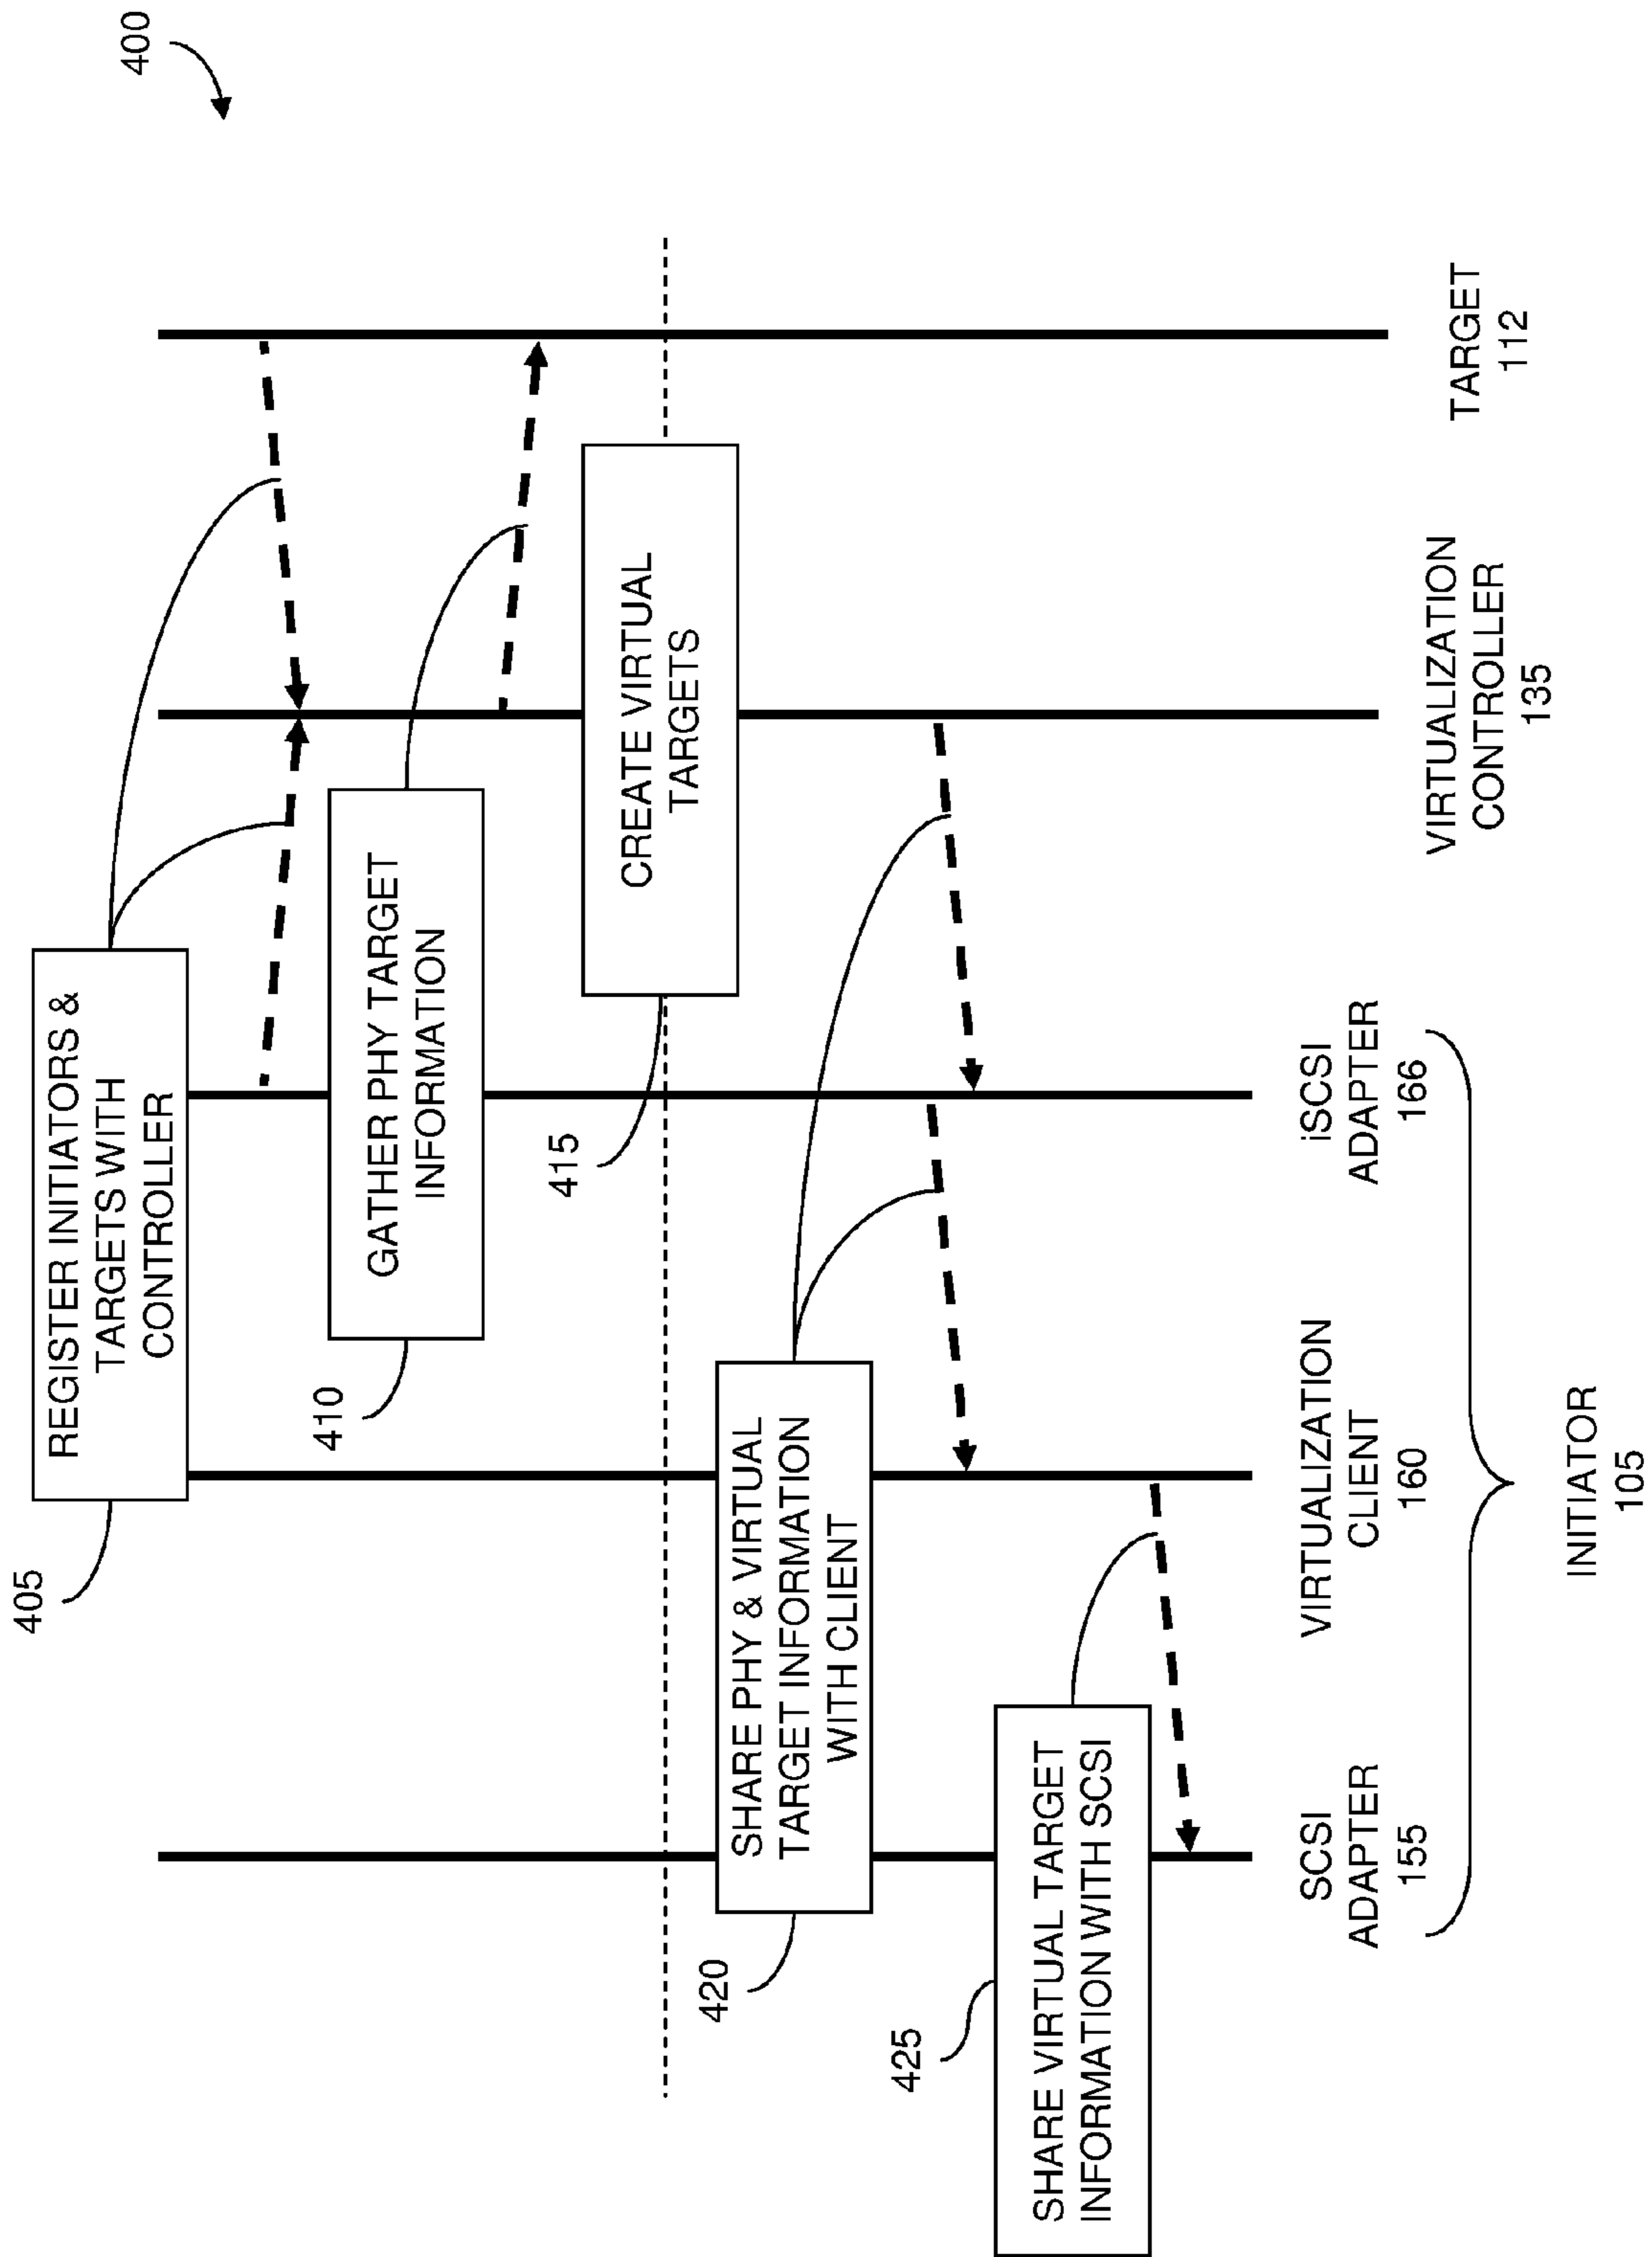 400
405
REGISTER INITIATORS &
TARGETS WITH
CONTROLLER
410
GATHER PHY TARGET
INFORMATION
415
CREATE VIRTUAL
TARGETS
420
SHARE PHY & VIRTUAL
TARGET INFORMATION
WITH CLIENT
425
SHARE VIRTUAL TARGET
INFORMATION WITH SCSI
SCSI
ADAPTER
155
VIRTUALIZATION
CLIENT
160
iSCSI
ADAPTER
166
VIRTUALIZATION
CONTROLLER
135
TARGET
112
INITIATOR
105